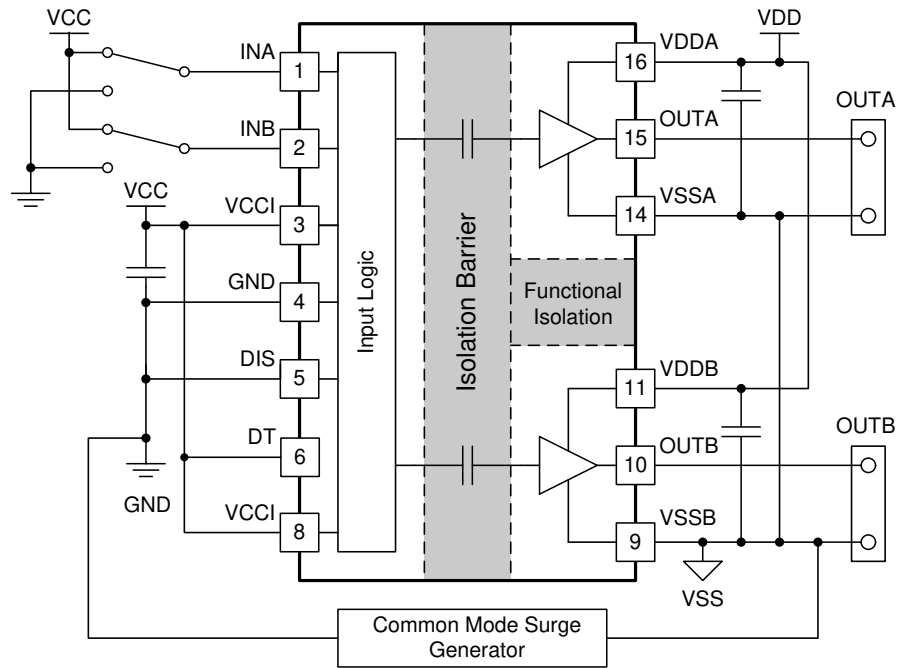 VCC
VDD
INA
1
INB
2
VCC
VCCI
3
GND
4
DIS
5
DT
6
GND
VCCI
8
Input Logic
Isolation Barrier
Functional
Isolation
16
VDDA
15
OUTA
14
VSSA
OUTA
11
VDDB
10
OUTB
9
VSSB
OUTB
VSS
Common Mode Surge
Generator